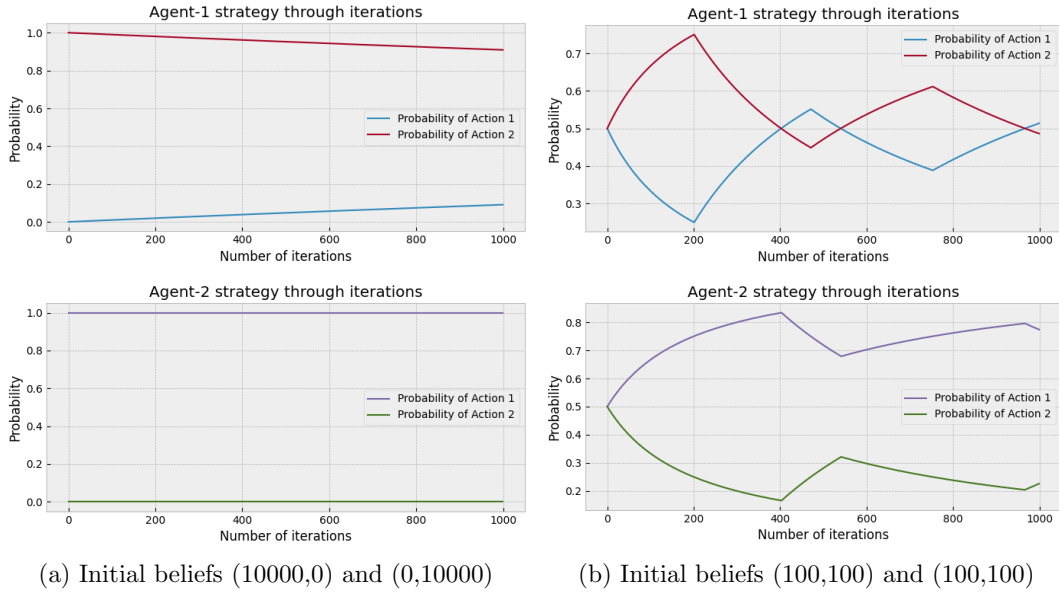 Agent-1 strategy through iterations
1.0
0.8
0.6
0.4
0.2
0.0
Probability
Probability of Action 1
Probability of Action 2
0 200 400 600 800 1000
Number of iterations
Agent-2 strategy through iterations
1.0
0.8
0.6
0.4
0.2
0.0
Probability
Probability of Action 1
Probability of Action 2
0 200 400 600 800 1000
Number of iterations
(a) Initial beliefs (10000,0) and (0,10000)
Agent-1 strategy through iterations
0.7
0.6
0.5
0.4
0.3
Probability
Probability of Action 1
Probability of Action 2
0 200 400 600 800 1000
Number of iterations
Agent-2 strategy through iterations
0.8
0.7
0.6
0.5
0.4
0.3
0.2
Probability
Probability of Action 1
Probability of Action 2
0 200 400 600 800 1000
Number of iterations
(b) Initial beliefs (100,100) and (100,100)